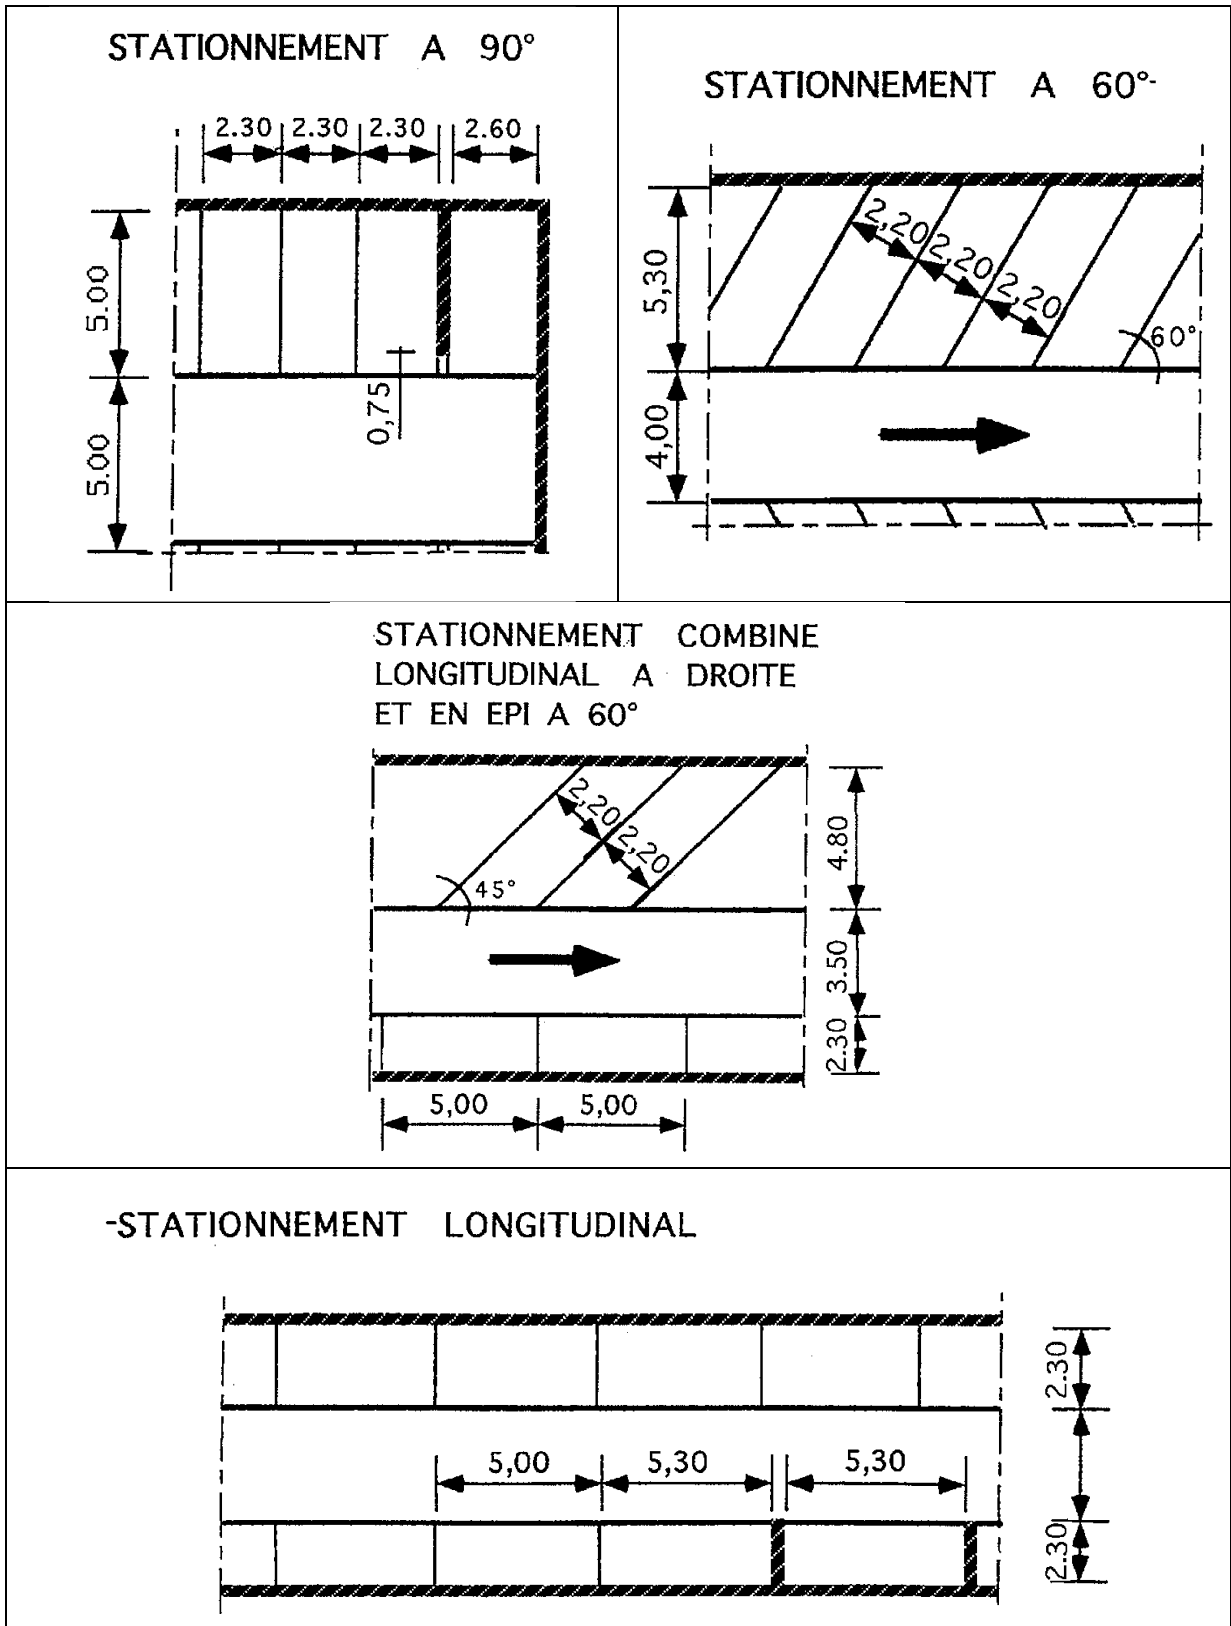 STATIONNEMENT A 90°
2.30 2.30 2.30 2.60
5.00
5.00
0,75
STATIONNEMENT A 60°
2,20
2,20
2,20
5,30
60°
4,00
STATIONNEMENT COMBINE
LONGITUDINAL A DROITE
ET EN EPI A 60°
2,20
2,20
4.80
45°
3.50
2.30
5,00 5,00
-STATIONNEMENT LONGITUDINAL
2.30
5,00 5,30 5,30
2.30